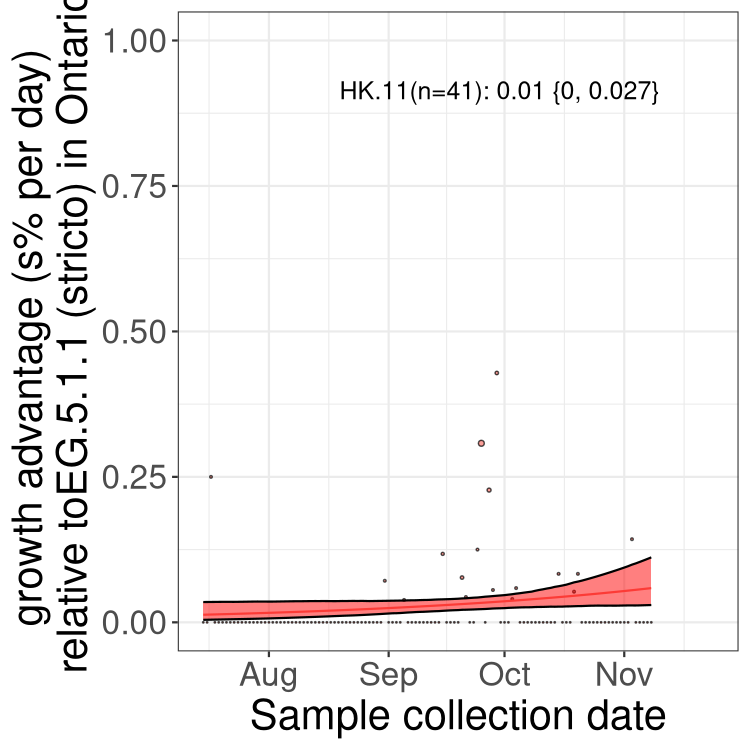 growth advantage (s% per day)
relative toEG.5.1.1 (stricto) in Ontario
1.00
0.75
0.50
0.25
0.00
HK.11(n=41): 0.01 {0, 0.027}
Aug Sep Oct Nov
Sample collection date